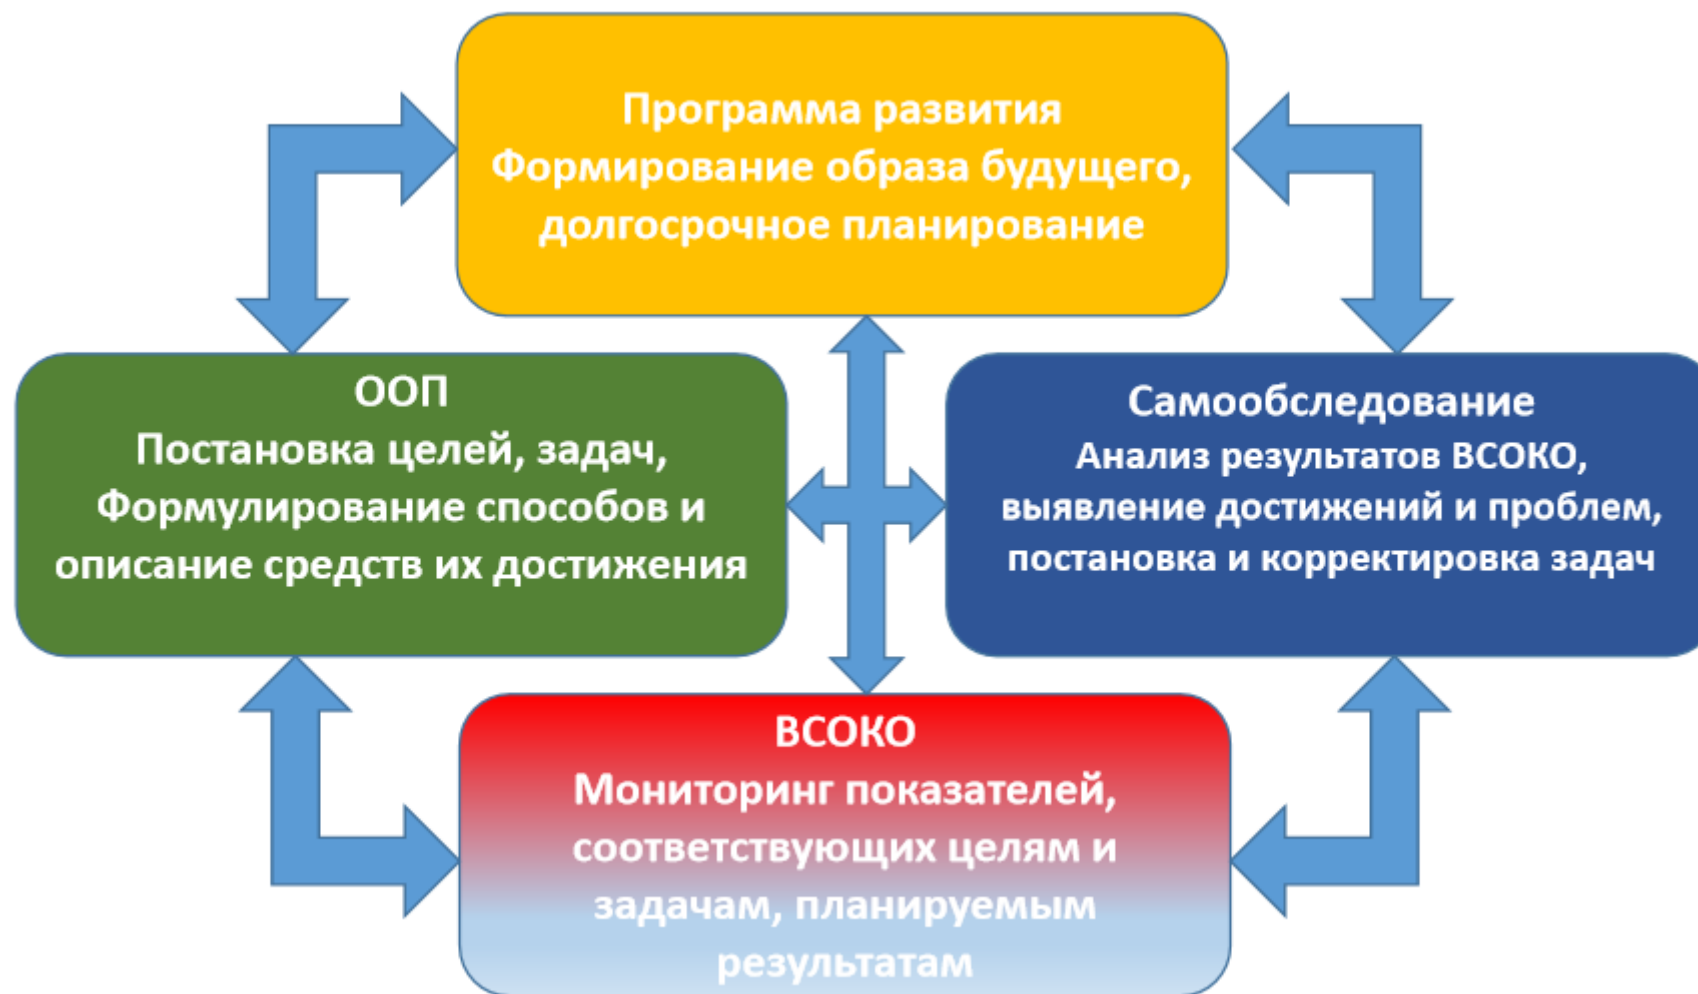 Программа развития
Формирование образа будущего,
долгосрочное планирование
ООП
Постановка целей, задач,
Формулирование способов и
описание средств их достижения
Самообследование
Анализ результатов ВСОКО,
выявление достижений и проблем,
постановка и корректировка задач
ВСОКО
Мониторинг показателей,
соответствующих целям и
задачам, планируемым
результатам